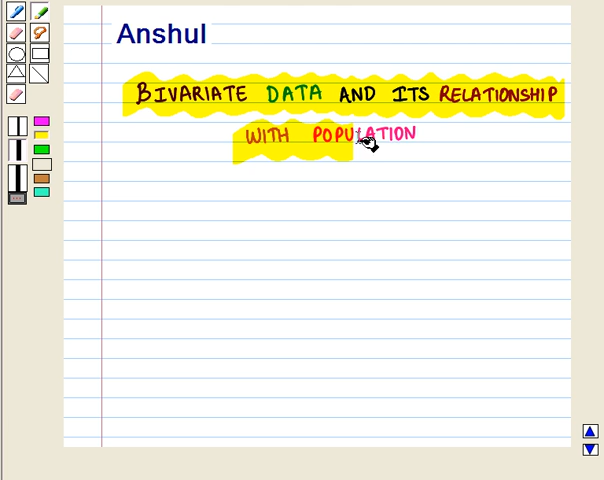 Anshul
BIVARIATE DATA AND ITS RELATIONSHIP
WITH POPULATION